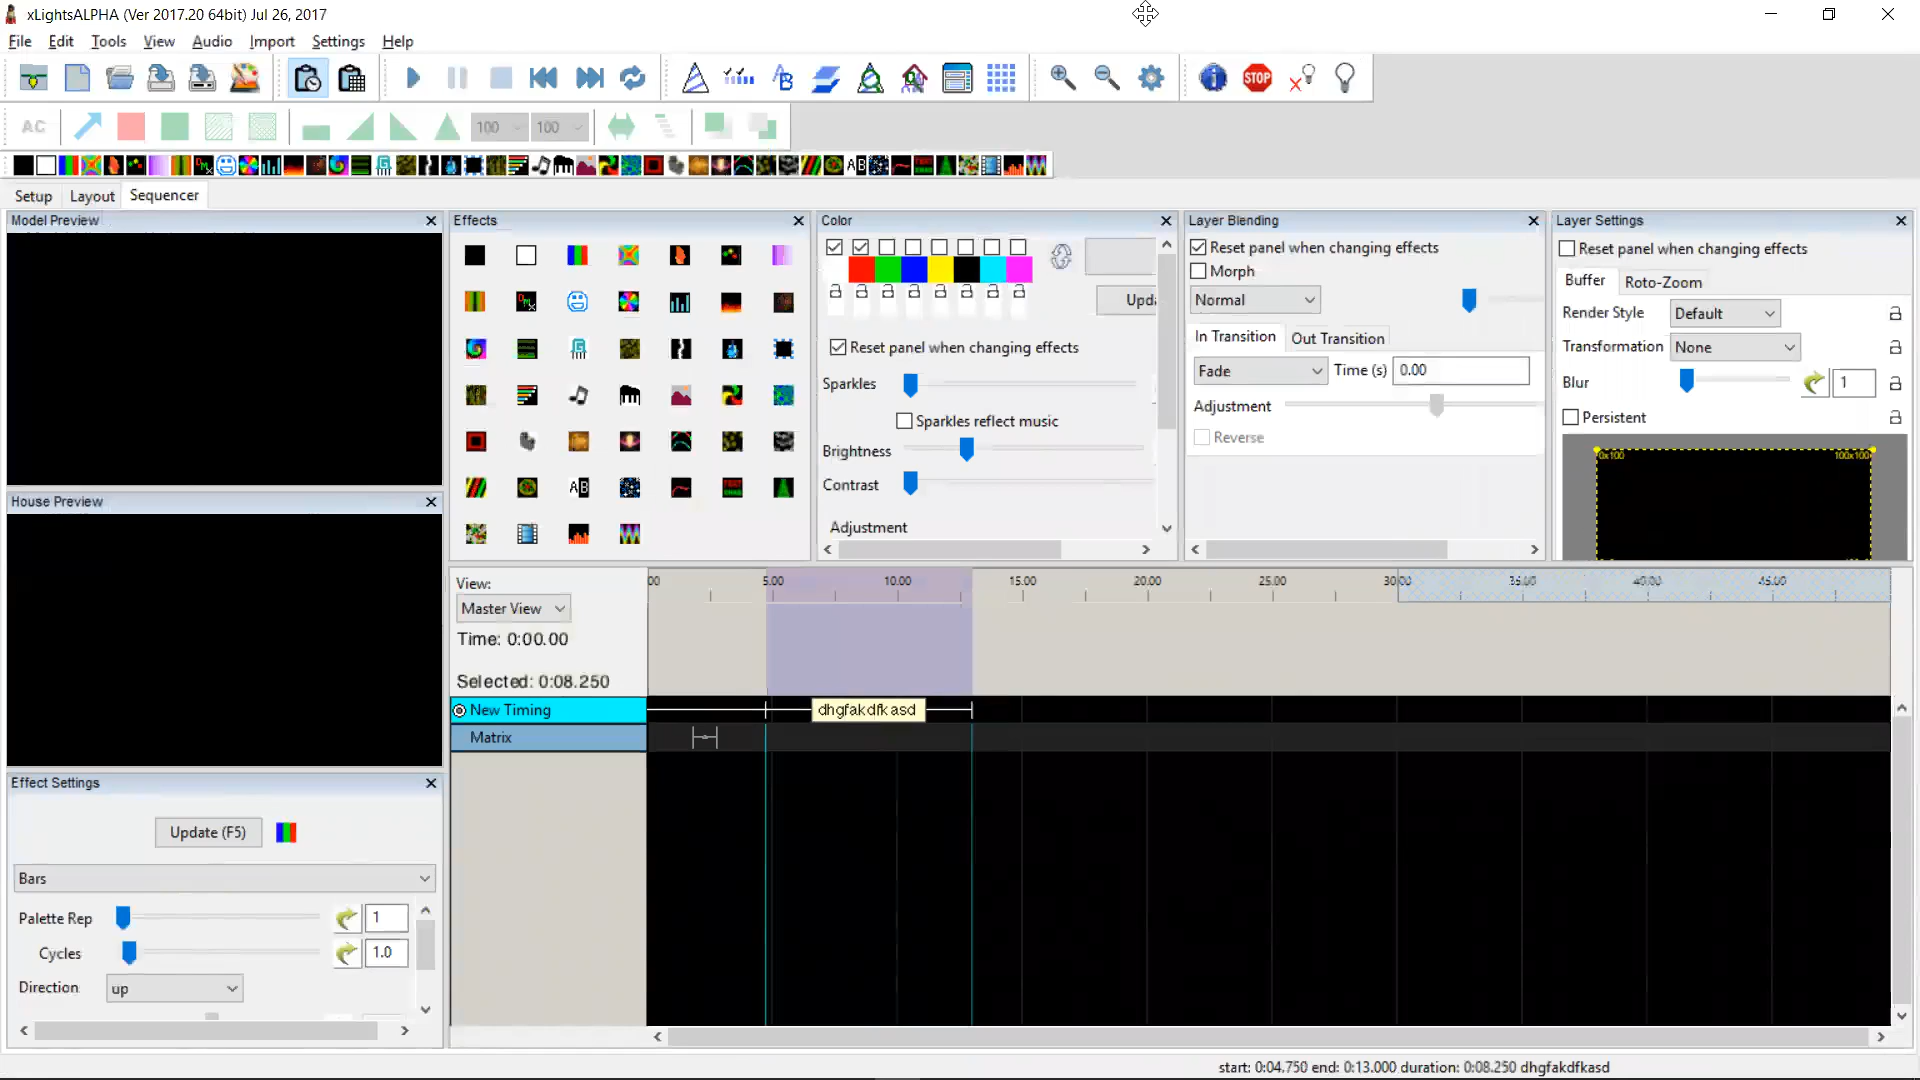 xLightsALPHA (Ver 2017.20 64bit) Jul 26, 2017
File Edit Tools View Audio Import Settings Help
STOP
AC 100 100
Setup Layout Sequencer
Model Preview
Effects
Color
Layer Blending
Layer Settings
Reset panel when changing effects
Morph
Normal
Upda
In Transition Out Transition
Fade Time (s) 0.00
Adjustment
Reverse
Reset panel when changing effects
Buffer Roto-Zoom
Render Style Default
Transformation None
Blur 1
Persistent
0x100 100x100
Reset panel when changing effects
Sparkles
Sparkles reflect music
Brightness
Contrast
Adjustment
House Preview
View:
Master View
Time: 0:00.00
Selected: 0:08.250
00 5.00 10.00 15.00 20.00 25.00 30.00 35.00 40.00 45.00
New Timing dhgfakdfkasd
Matrix
Effect Settings
Update (F5)
Bars
Palette Rep 1
Cycles 1.0
Direction up
start: 0:04.750 end: 0:13.000 duration: 0:08.250 dhgfakdfkasd